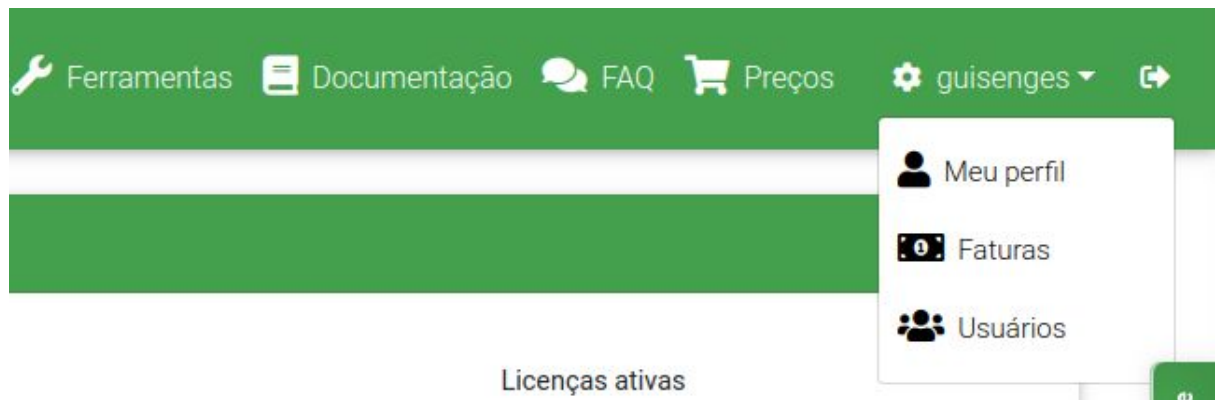 Ferramentas Documentação FAQ Preços guisenges
Meu perfil
Faturas
Usuários
Licenças ativas